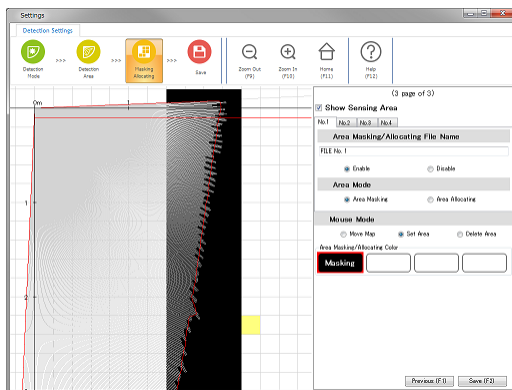 Settings
Detection Settings
Detection Mode
>>>
Detection Area
>>>
Masking Allocating
>>>
Save
Zoom Out (F9)
Zoom In (F10)
Home (F11)
Help (F12)
(3 page of 3)
Show Sensing Area
No.1 No.2 No.3 No.4
Area Masking/Allocating File Name
FILE No. 1
Enable Disable
Area Mode
Area Masking Area Allocating
Mouse Mode
Move Map Set Area Delete Area
Area Masking/Allocating Color
Masking
Previous (F1) Save (F2)
0m
1
1
2